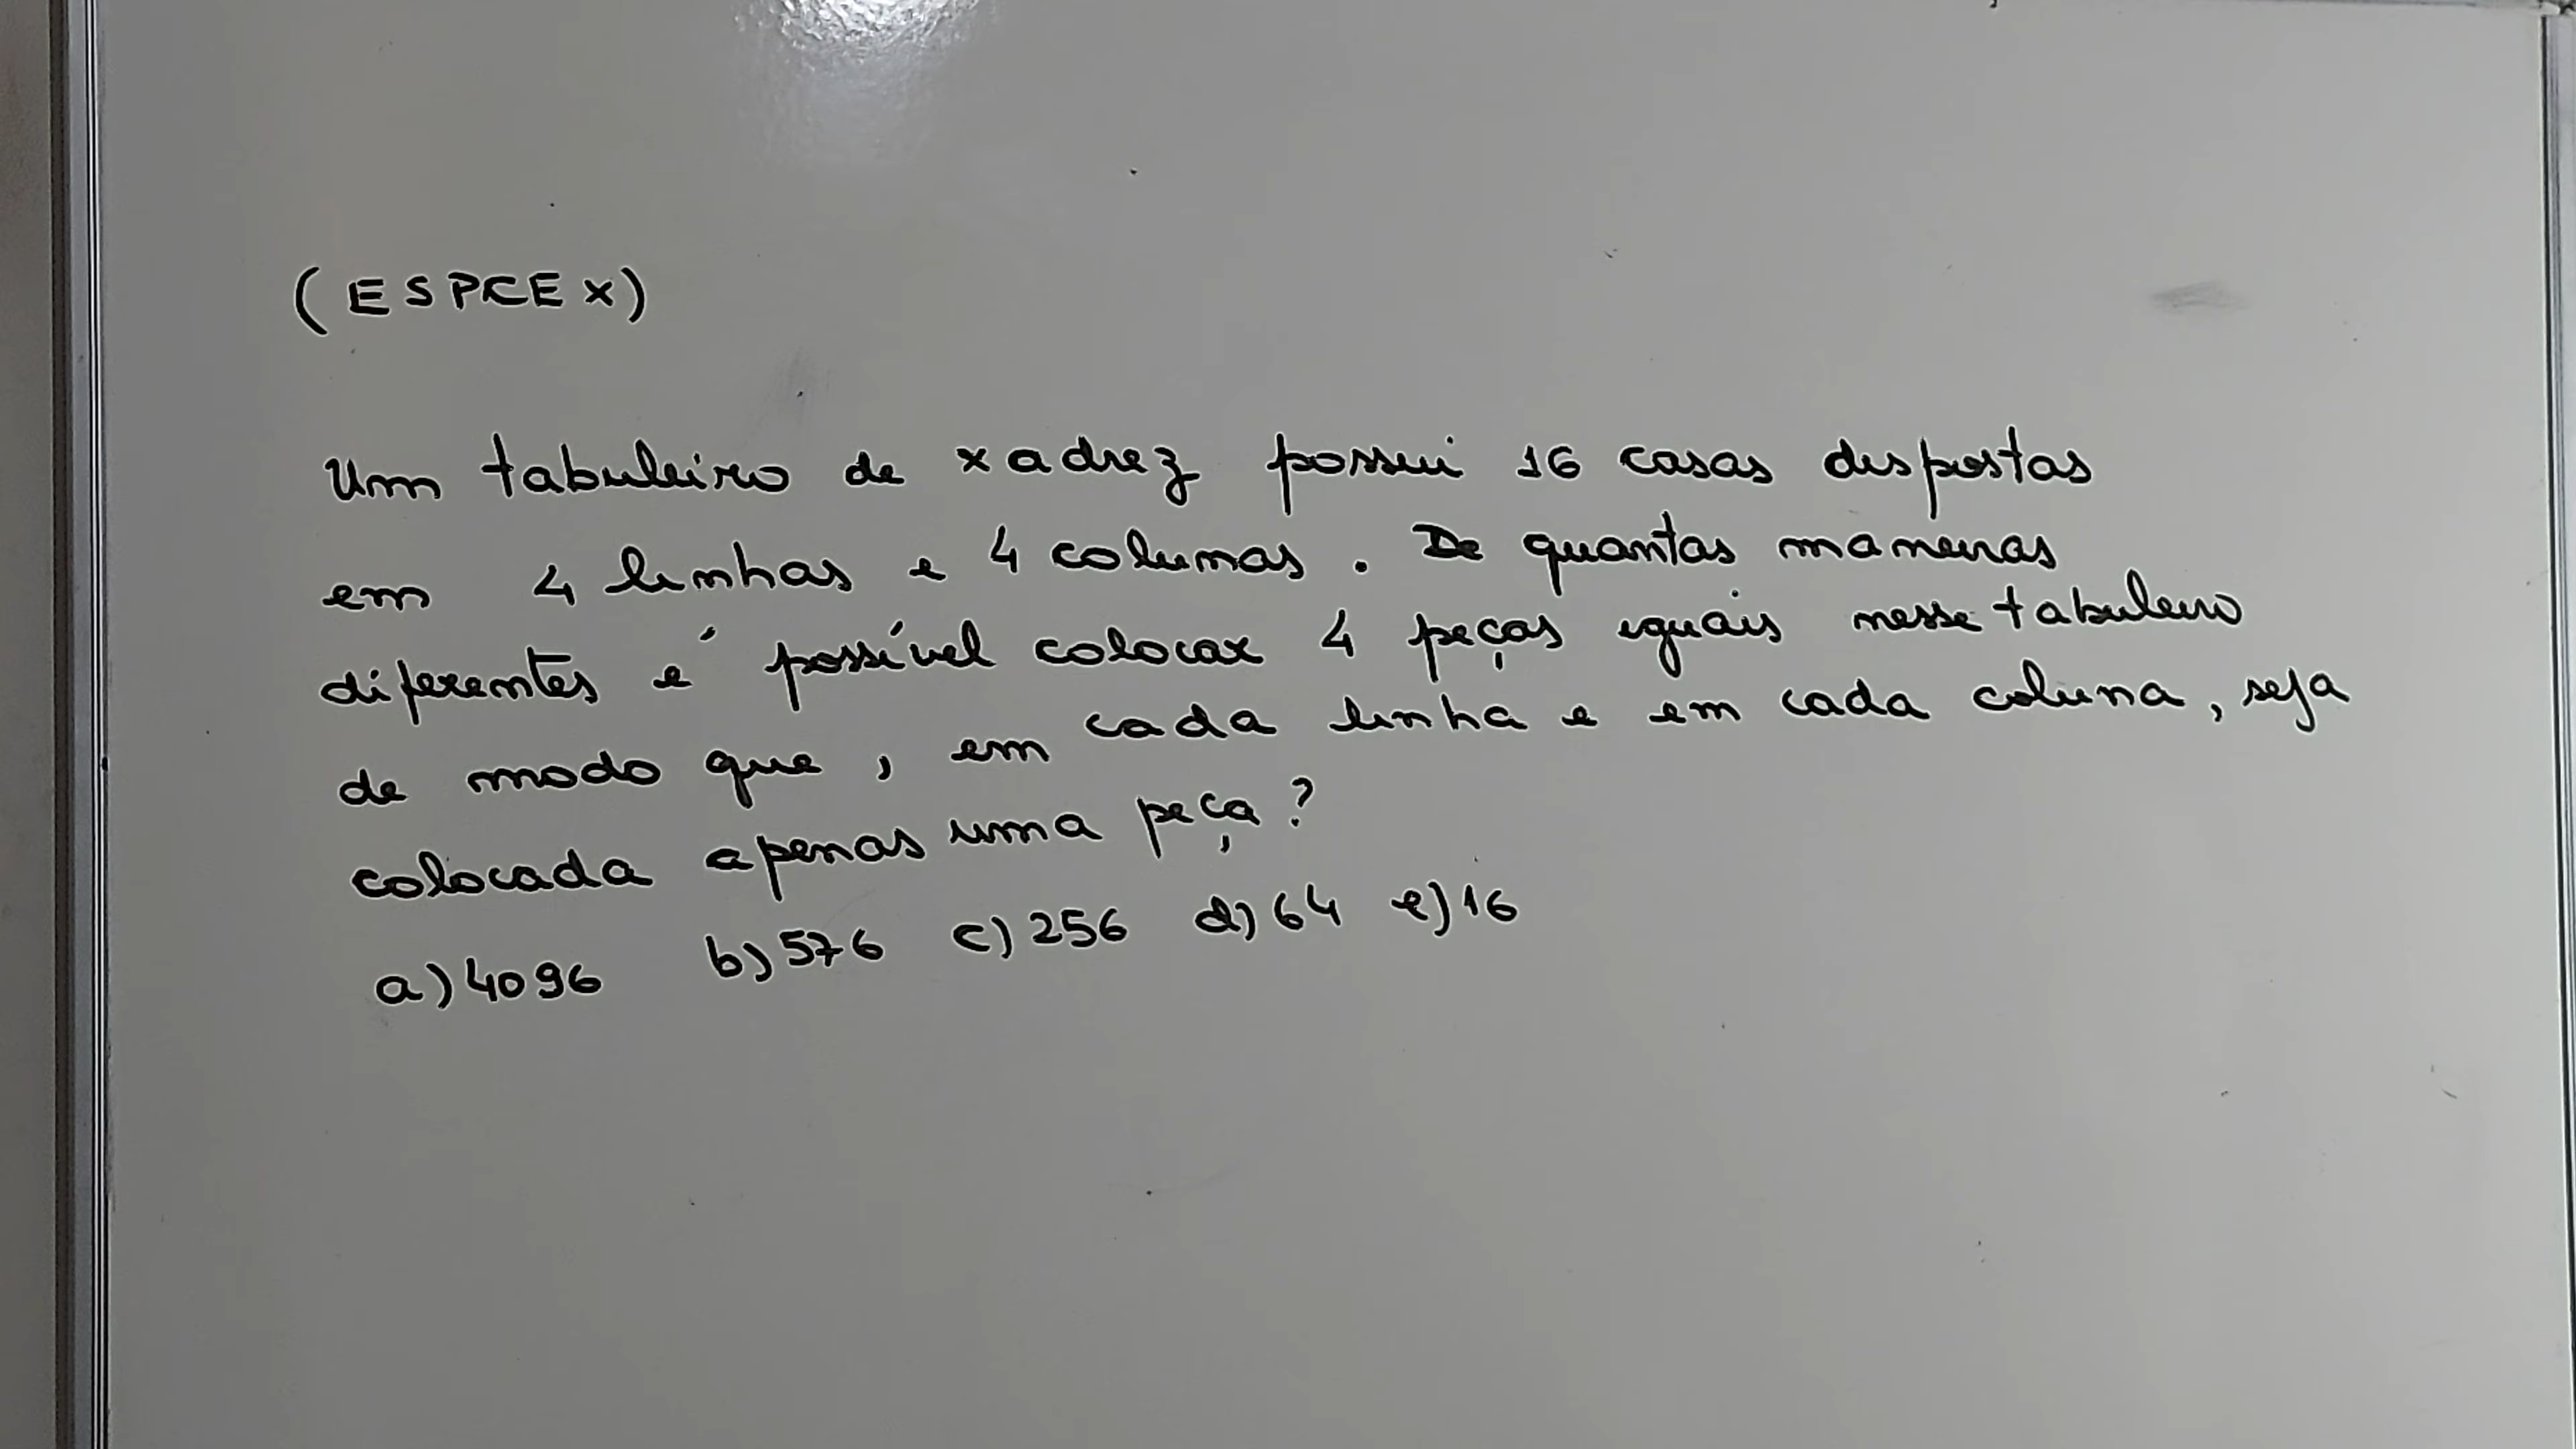 (ESPCEX)
Um tabuleiro de xadrez possui 16 casas dispostas
em 4 linhas e 4 colunas. De quantas maneiras
diferentes é possível colocar 4 peças iguais nesse tabuleiro
de modo que, em cada linha e em cada coluna, seja
colocada apenas uma peça?
a) 4096 b) 576 c) 256 d) 64 e) 16